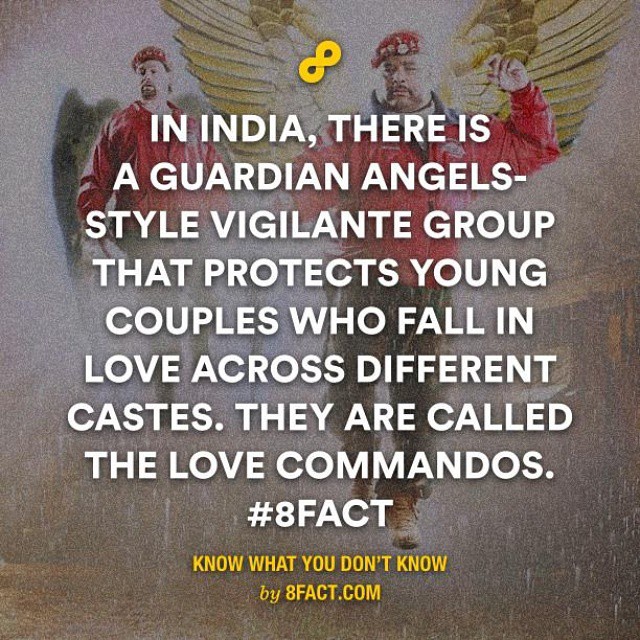 IN INDIA, THERE IS
A GUARDIAN ANGELS-
STYLE VIGILANTE GROUP
THAT PROTECTS YOUNG
COUPLES WHO FALL IN
LOVE ACROSS DIFFERENT
CASTES. THEY ARE CALLED
THE LOVE COMMANDOS.
#8FACT
KNOW WHAT YOU DON'T KNOW
by 8FACT.COM